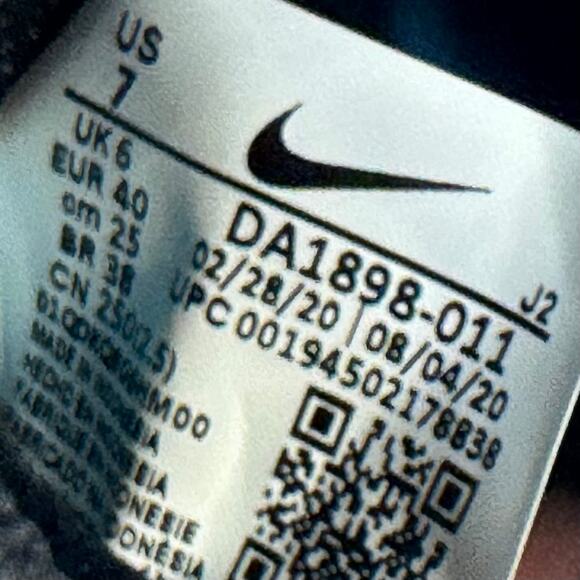 US
7
UK 6
EUR 40
cm 25
BR 38
CN 250(2.5)
DA1898-011
J2
02/28/20 | 08/04/20
UPC 00194502178838
MADE IN